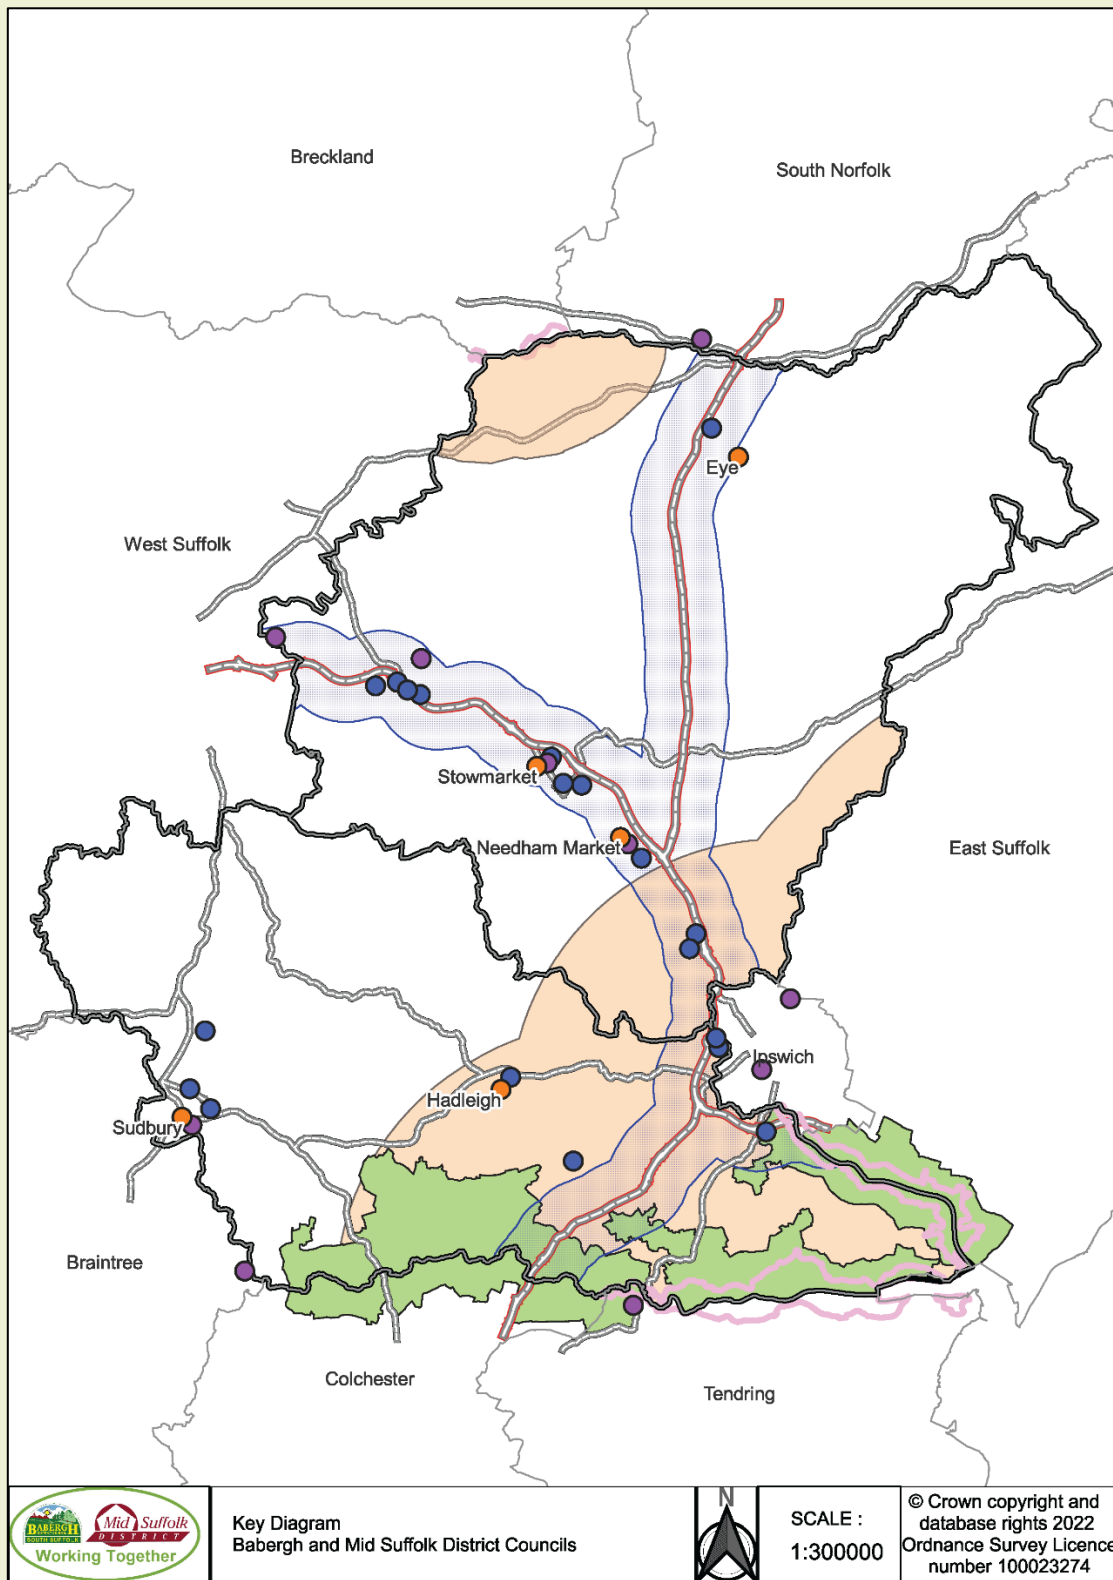 Breckland
South Norfolk
Eye
West Suffolk
Stowmarket
Needham Market
East Suffolk
Ipswich
Hadleigh
Sudbury
Braintree
Colchester
Tendring
BABERGH
SOUTH SUFFOLK
Mid Suffolk
DISTRICT
Working Together
Key Diagram
Babergh and Mid Suffolk District Councils
N
SCALE :
1:300000
© Crown copyright and
database rights 2022
Ordnance Survey Licence
number 100023274